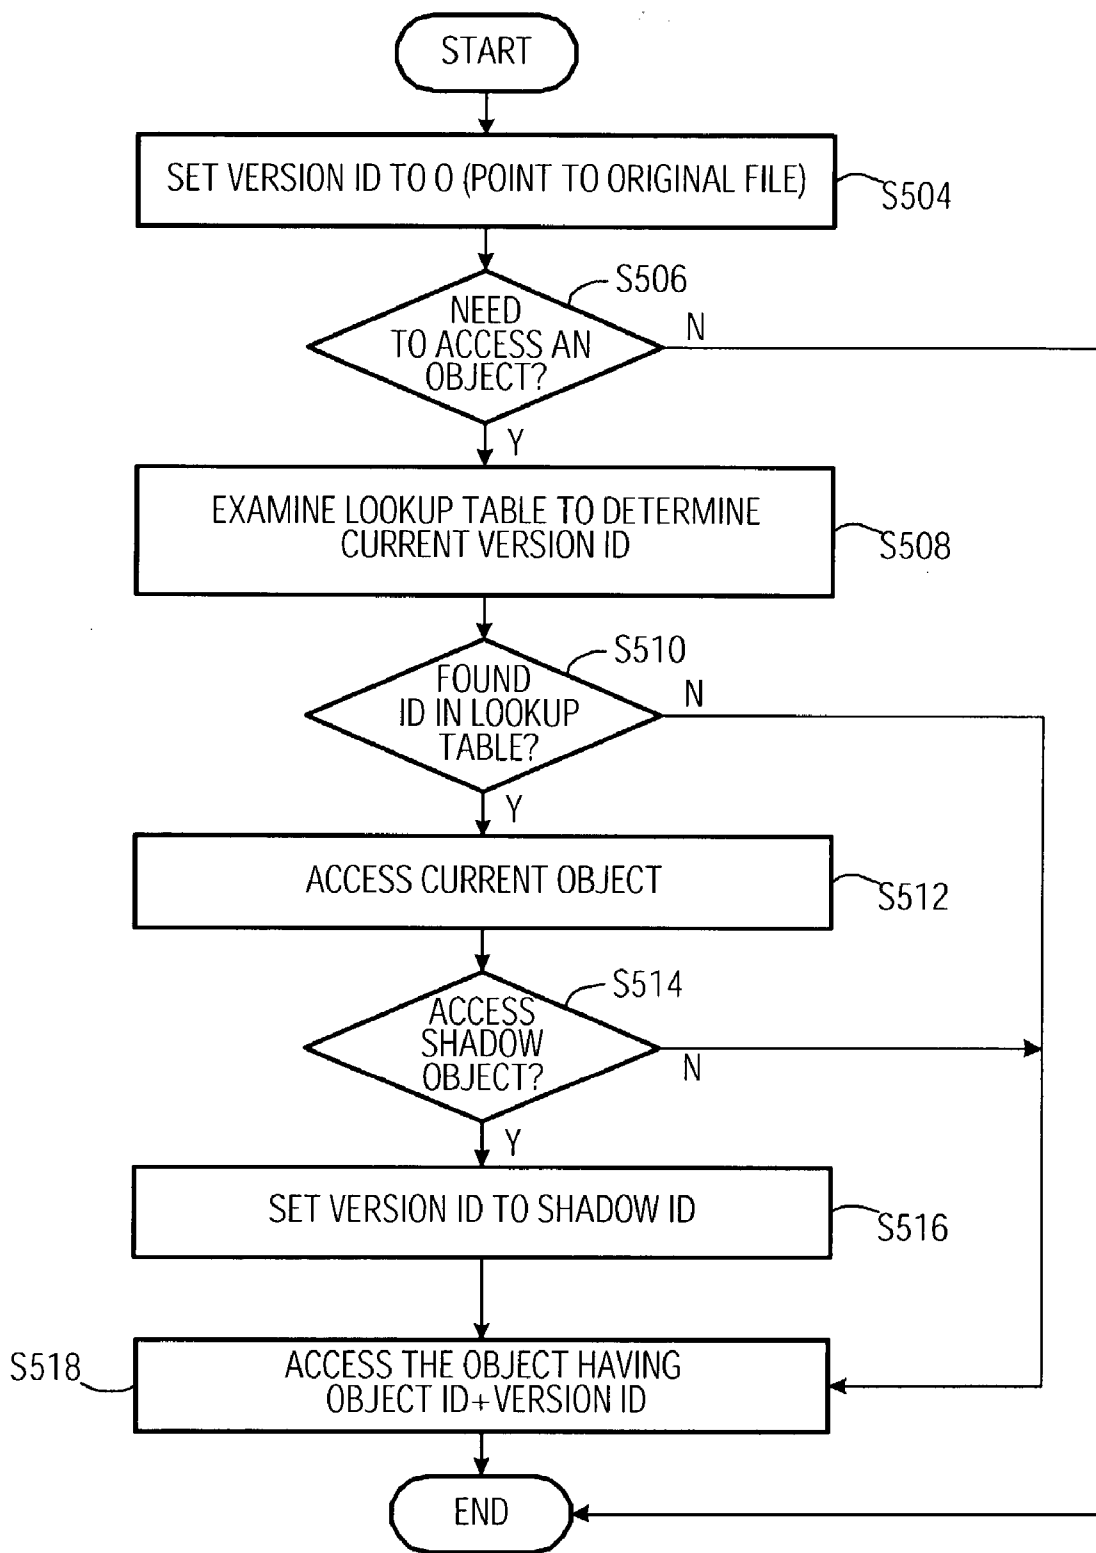 START
SET VERSION ID TO 0 (POINT TO ORIGINAL FILE)
S504
S506
NEED
TO ACCESS AN
OBJECT?
N
Y
EXAMINE LOOKUP TABLE TO DETERMINE
CURRENT VERSION ID
S508
S510
FOUND
ID IN LOOKUP
TABLE?
N
Y
ACCESS CURRENT OBJECT
S512
S514
ACCESS
SHADOW
OBJECT?
N
Y
SET VERSION ID TO SHADOW ID
S516
S518
ACCESS THE OBJECT HAVING
OBJECT ID+VERSION ID
END